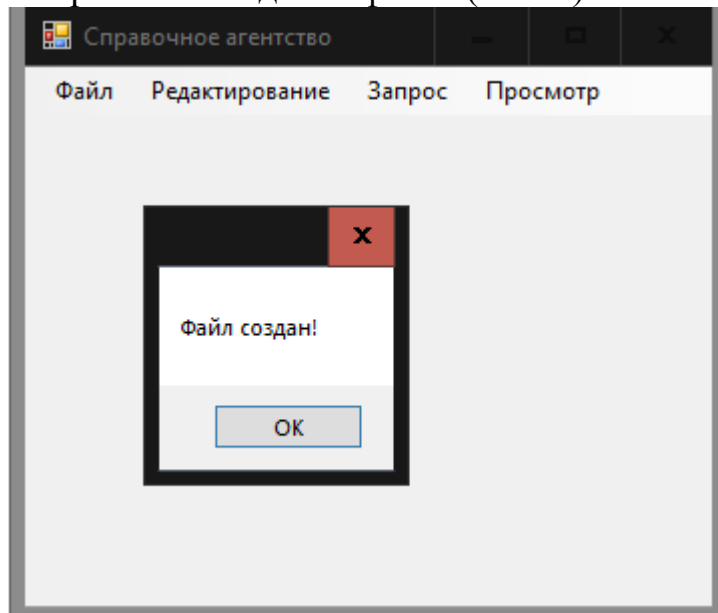 Справочное агентство
Файл Редактирование Запрос Просмотр
Файл создан!
OK